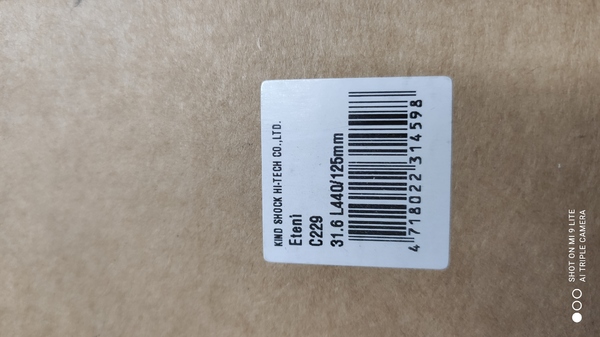 KIND SHOCK HI-TECH CO.,LTD.
Eteni
C229
31.6 L440/125mm
4718022314598
SHOT ON MI 9 LITE
AI TRIPLE CAMERA